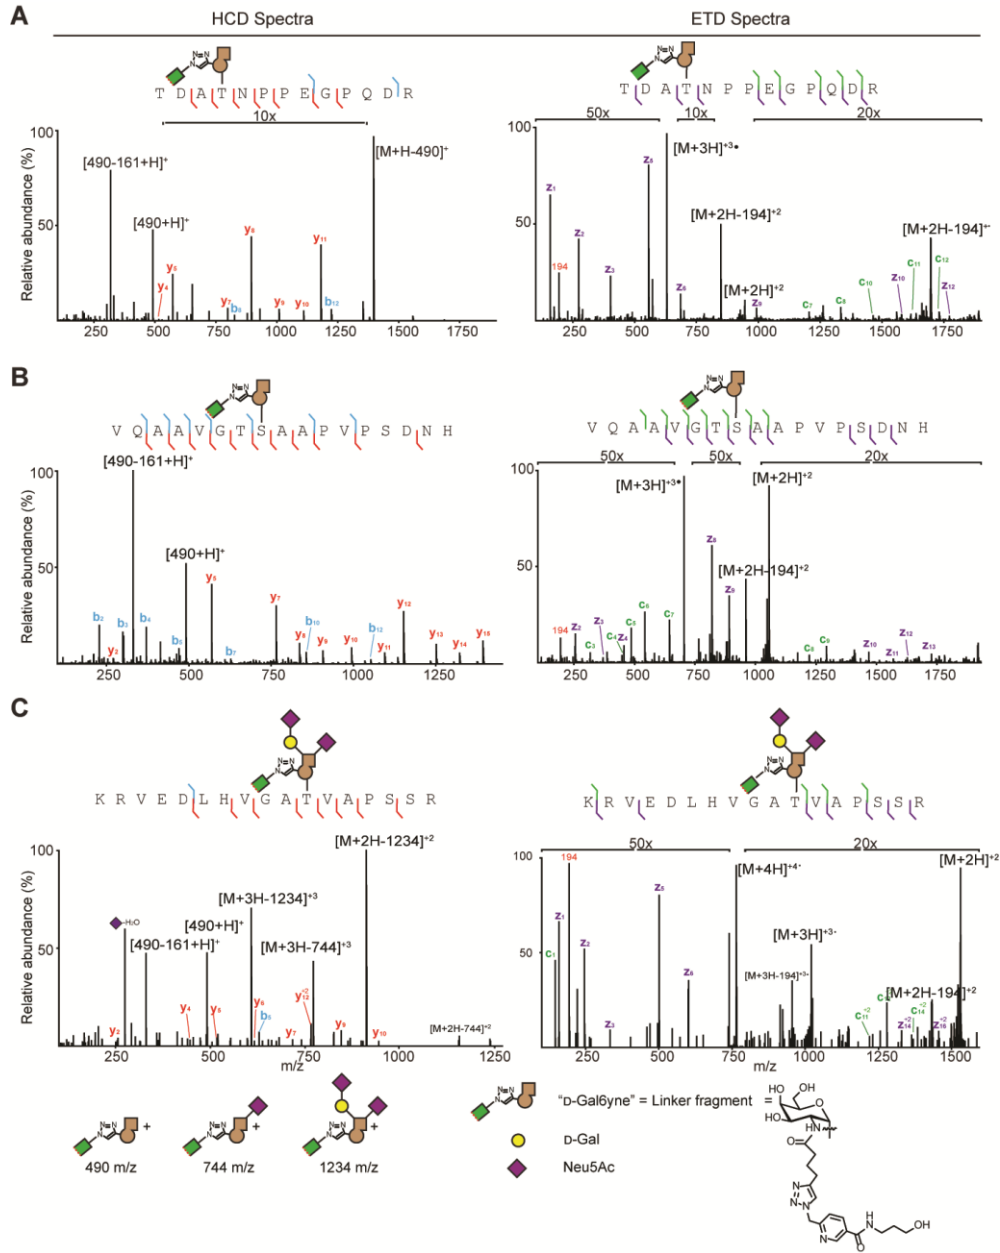 HCD Spectra
ETD Spectra
A
T D A T N P P E G P Q D R
10x
Relative abundance (%)
100
50
[490-161+H]+
[490+H]+
[M+H-490]+
y4
y5
y7
b8
y8
y9
y10
y11
b12
250 500 750 1000 1250 1500 1750
T D A T N P P E G P Q D R
50x
10x
20x
100
50
z1
194
z2
z3
z5
[M+3H]+3•
z6
[M+2H-194]+2
[M+2H]+2
z9
c7
c8
c10
z10
c11
[M+2H-194]+•
c12
z12
250 500 750 1000 1250 1500 1750
B
V Q A A V G T S A A P V P S D N H
Relative abundance (%)
100
50
[490-161+H]+
[490+H]+
b2
y2
b3
b4
b6
y5
b7
y7
y8
b10
y9
y10
b12
y11
y12
y13
y14
250 500 750 1000 1250 1500 1750
V Q A A V G T S A A P V P S D N H
50x
50x
20x
100
50
[M+3H]+3•
[M+2H]+2
[M+2H-194]+2
194
z3
c3
c4
z4
c5
c6
c7
z8
z9
c8
c9
z10
z11
z12
z13
250 500 750 1000 1250 1500 1750
C
K R V E D L H V G A T V A P S S R
Relative abundance (%)
100
50
-H2O
[490-161+H]+
[490+H]+
[M+3H-1234]+3
[M+3H-744]+3
[M+2H-1234]+2
[M+2H-744]+2
y2
y4
y5
y6
b5
y7
y12+2
y9
y10
250 500 750 1000 1250
m/z
K R V E D L H V G A T V A P S S R
50x
20x
100
50
194
c1
z1
z2
z3
z5
z6
[M+4H]+4•
[M+3H-194]+3•
[M+3H]+3•
[M+2H]+2
[M+2H-194]+2
c11+2
z14+2
c14+2
z16+2
250 500 750 1000 1250 1500
m/z
+
490 m/z
+
744 m/z
+
1234 m/z
"D-Gal6yne" = Linker fragment =
D-Gal
Neu5Ac
HO OH
O
HO
HN
O
N=N
N
N
H
N
O
OH